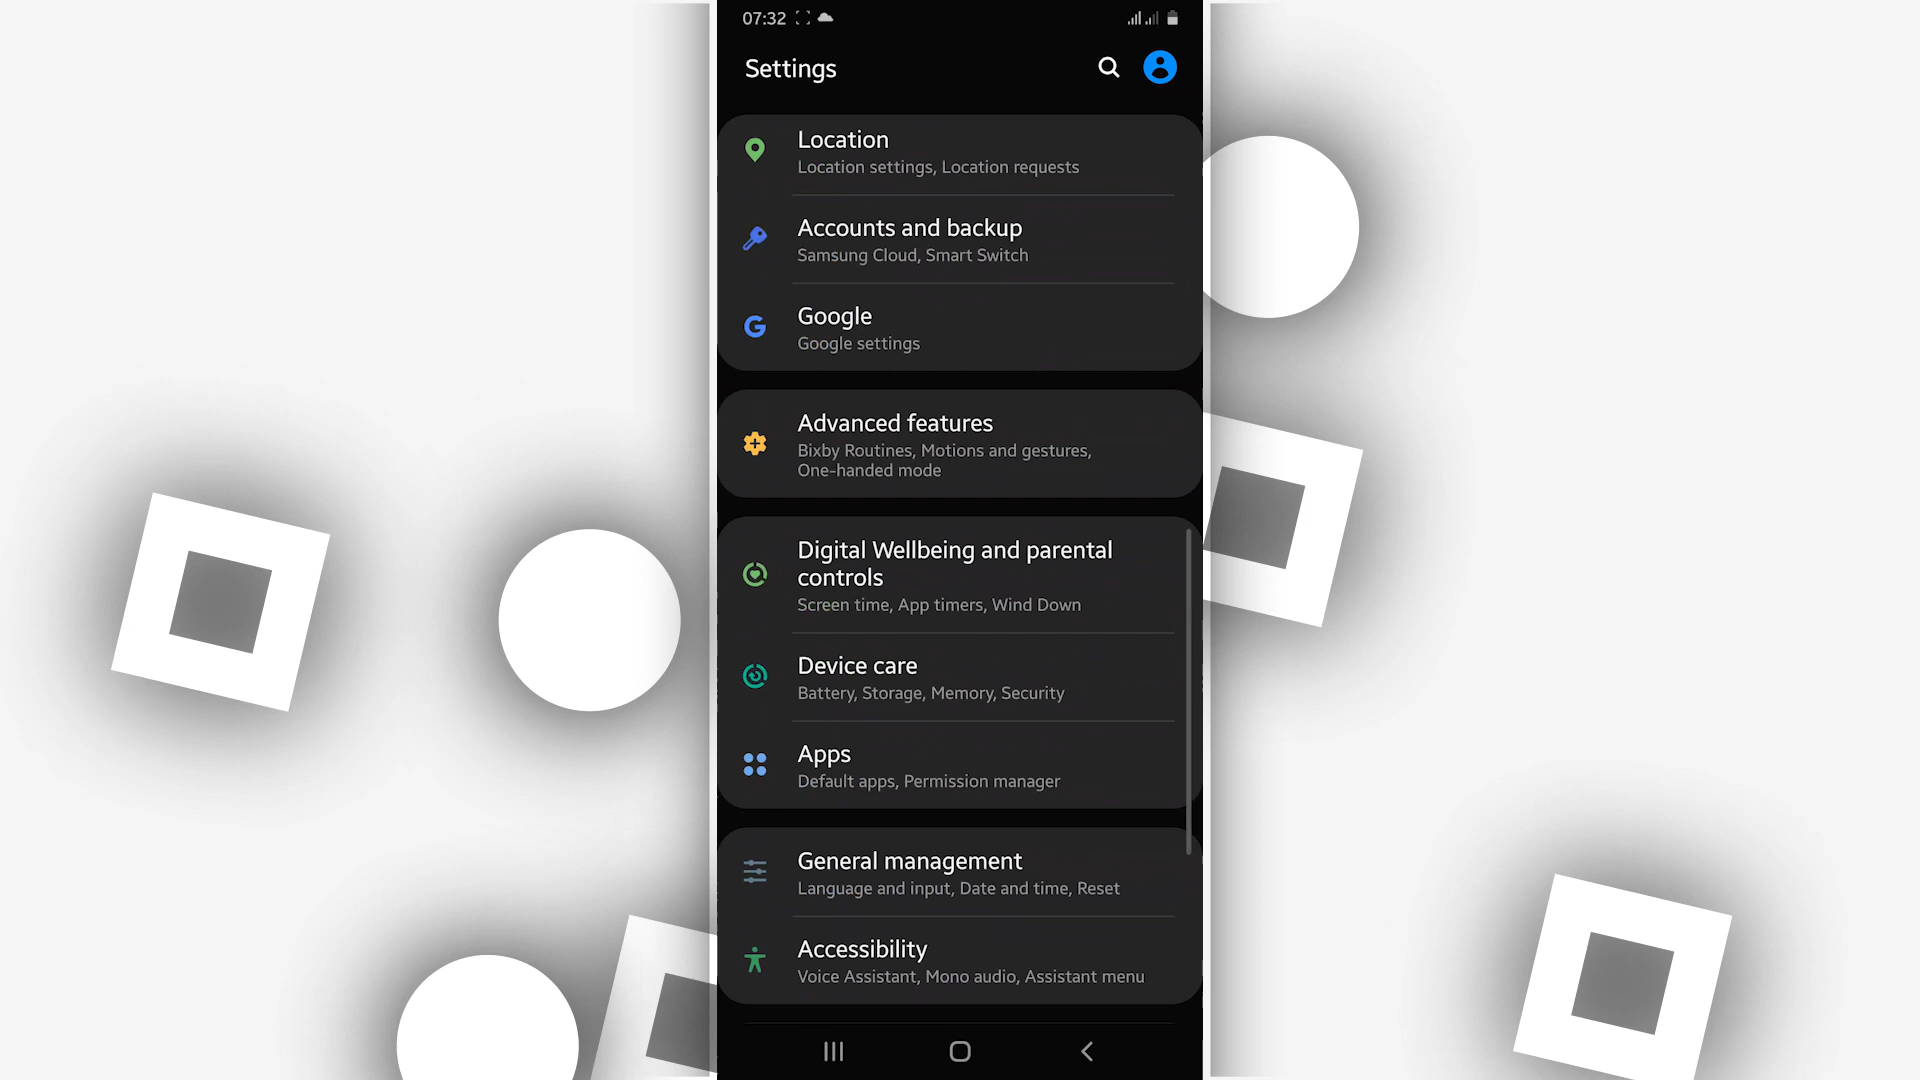 07:32
Settings
Location
Location settings, Location requests
Accounts and backup
Samsung Cloud, Smart Switch
Google
Google settings
Advanced features
Bixby Routines, Motions and gestures,
One-handed mode
Digital Wellbeing and parental
controls
Screen time, App timers, Wind Down
Device care
Battery, Storage, Memory, Security
Apps
Default apps, Permission manager
General management
Language and input, Date and time, Reset
Accessibility
Voice Assistant, Mono audio, Assistant menu